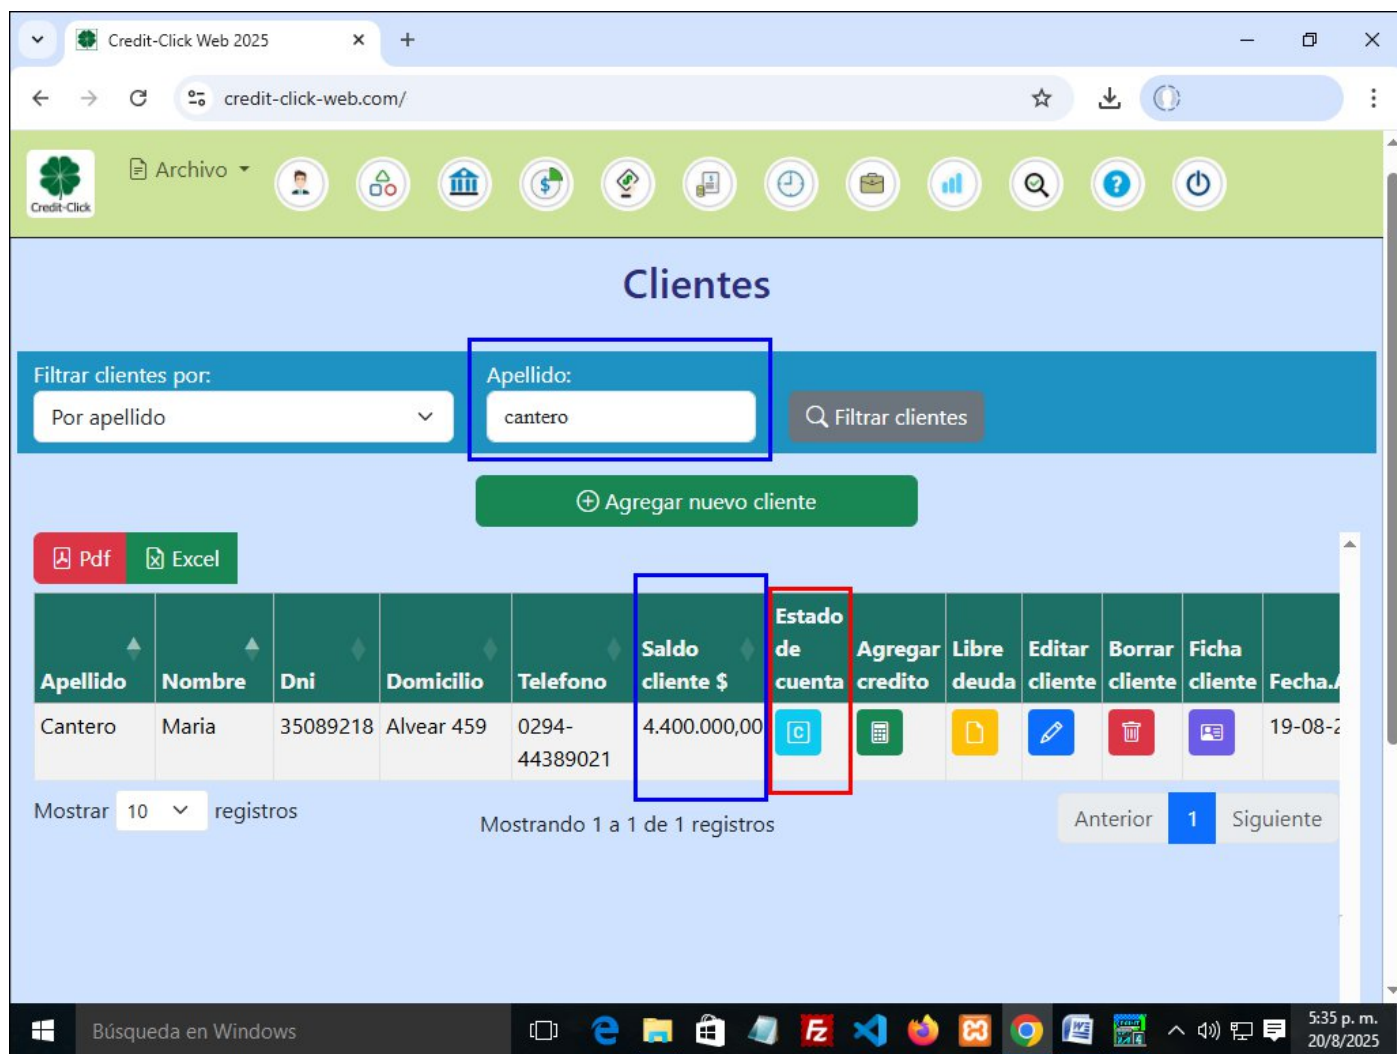 Credit-Click Web 2025
credit-click-web.com/
Credit-Click
Archivo
Clientes
Filtrar clientes por:
Apellido:
Por apellido
cantero
Filtrar clientes
Agregar nuevo cliente
Pdf
Excel
Apellido Nombre Dni Domicilio Telefono Saldo cliente $ Estado de cuenta Agregar credito Libre deuda Editar cliente Borrar cliente Ficha cliente Fecha.
Cantero Maria 35089218 Alvear 459 0294-44389021 4.400.000,00 19-08-2
Mostrar 10 registros
Mostrando 1 a 1 de 1 registros
Anterior 1 Siguiente
Búsqueda en Windows
5:35 p. m.
20/8/2025